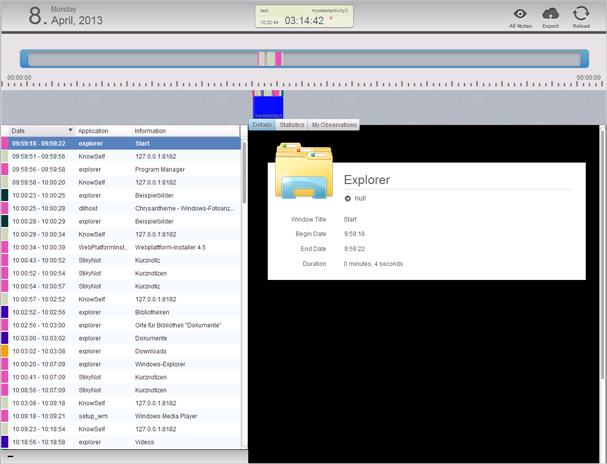 8. Monday
April, 2013
test mystestactivity2
10:02:44 03:14:42 *
All Notes Export Reload
00:00:00 00:00:00
mystestact
Date Application Information
Details Statistics My Observations
09:59:18 - 09:59:22 explorer Start
09:59:51 - 09:59:56 KnowSelf 127.0.0.1:8182
09:59:56 - 09:59:58 explorer Program Manager
09:59:58 - 10:00:20 KnowSelf 127.0.0.1:8182
10:00:23 - 10:00:25 explorer Beispielbilder
10:00:25 - 10:00:28 dllhost Chrysantheme - Windows-Fotoanz...
10:00:28 - 10:00:29 explorer Beispielbilder
10:00:29 - 10:00:34 KnowSelf 127.0.0.1:8182
10:00:34 - 10:00:39 WebPlatformInst... Webplattform-Installer 4.5
10:00:43 - 10:00:52 StikyNot Kurznotiz
10:00:52 - 10:00:54 StikyNot Kurznotizen
10:00:54 - 10:00:57 StikyNot Kurznotiz
10:00:57 - 10:02:52 KnowSelf 127.0.0.1:8182
10:02:52 - 10:02:56 explorer Bibliotheken
10:02:56 - 10:03:00 explorer Orte für Bibliothek "Dokumente"
10:03:00 - 10:03:02 explorer Dokumente
10:03:02 - 10:03:08 explorer Downloads
10:00:20 - 10:07:09 explorer Windows-Explorer
10:00:41 - 10:07:09 StikyNot Kurznotizen
10:08:56 - 10:07:09 StikyNot Kurznotizen
10:03:08 - 10:09:18 KnowSelf 127.0.0.1:8182
10:09:18 - 10:09:21 setup_wm Windows Media Player
10:09:23 - 10:18:54 KnowSelf 127.0.0.1:8182
10:18:56 - 10:18:58 explorer Videos
Explorer
null
Window Title Start
Begin Date 9:59:18
End Date 9:59:22
Duration 0 minutes, 4 seconds